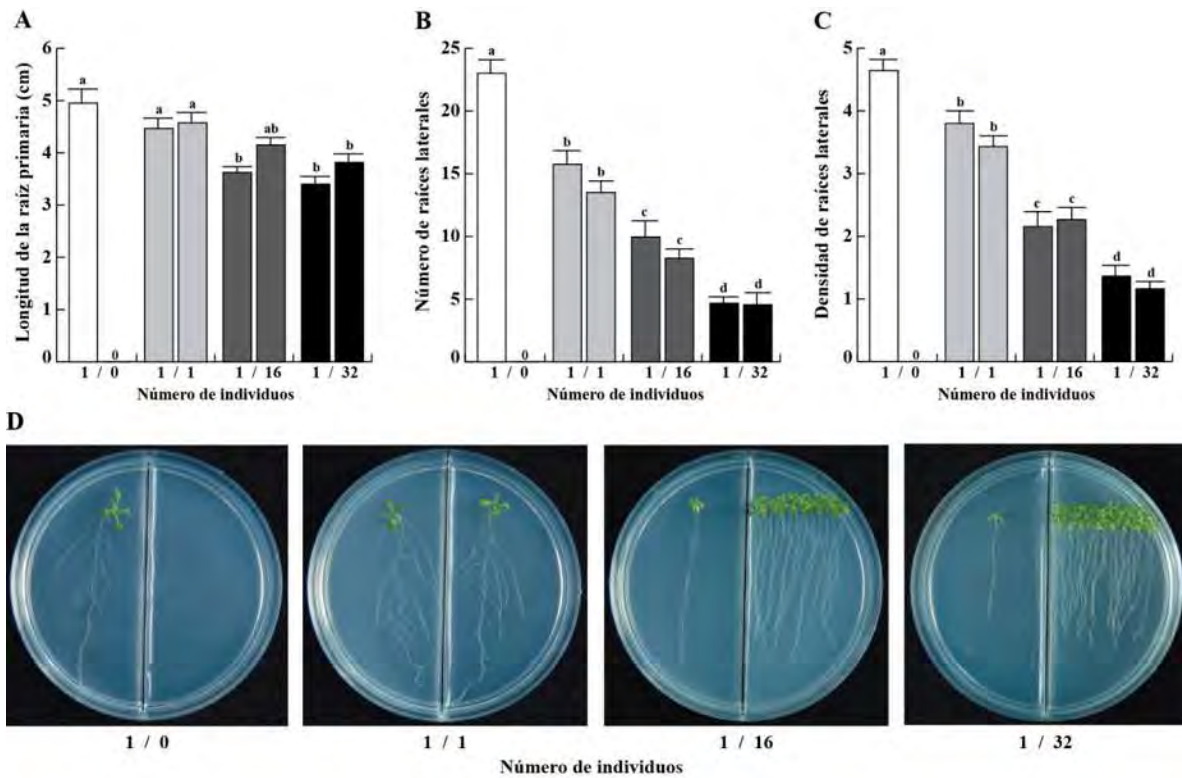 A
Longitud de la raíz primaria (cm)
6
5
4
3
2
1
0
a
0
a
a
b
ab
b
b
1 / 0
1 / 1
1 / 16
1 / 32
Número de individuos
B
Número de raíces laterales
25
20
15
10
5
0
a
0
b
b
c
c
d
d
1 / 0
1 / 1
1 / 16
1 / 32
Número de individuos
C
Densidad de raíces laterales
5
4
3
2
1
0
a
0
b
b
c
c
d
d
1 / 0
1 / 1
1 / 16
1 / 32
Número de individuos
D
1 / 0
1 / 1
1 / 16
1 / 32
Número de individuos